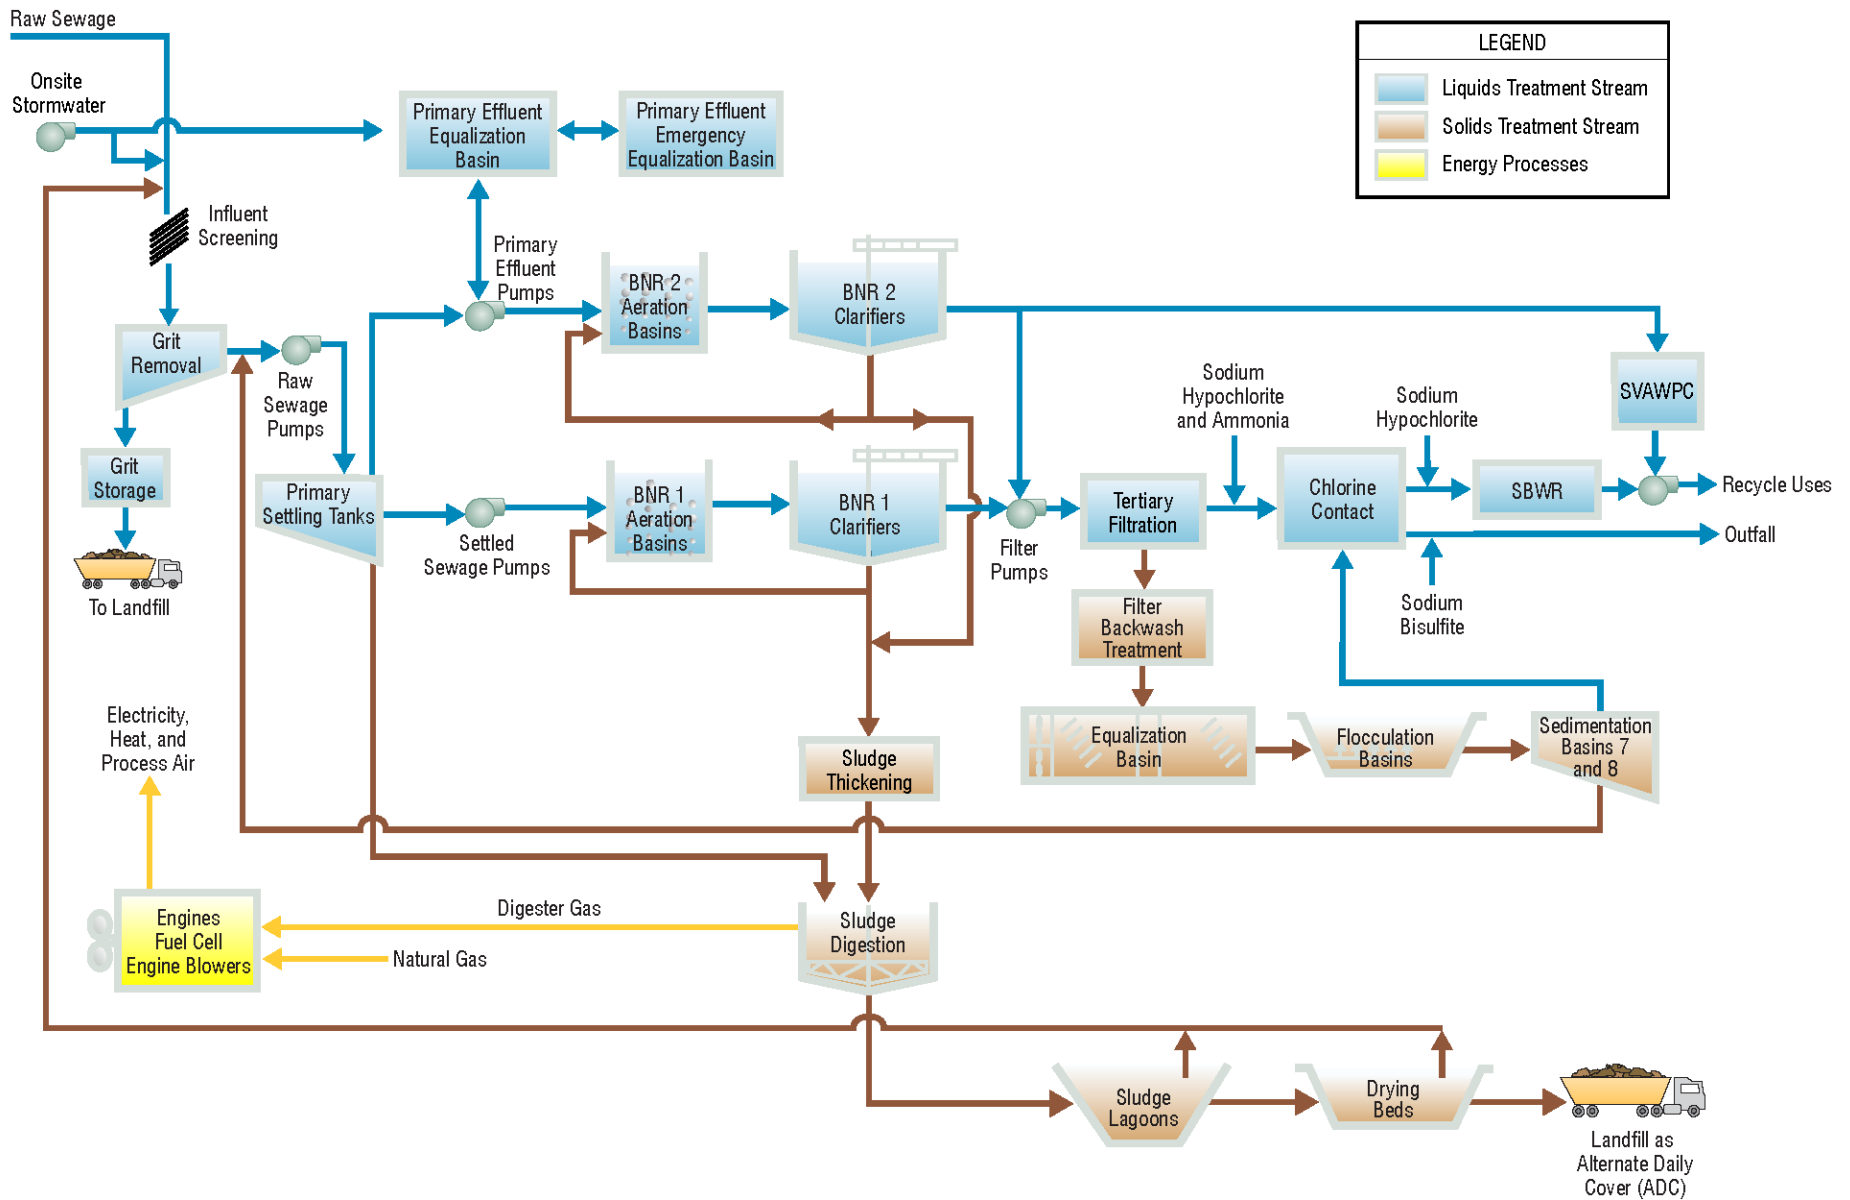 Raw Sewage
Onsite
Stormwater
Influent
Screening
Grit
Removal
Grit
Storage
To Landfill
Raw
Sewage
Pumps
Primary
Settling Tanks
Primary Effluent
Equalization
Basin
Primary Effluent
Emergency
Equalization Basin
Primary
Effluent
Pumps
Settled
Sewage Pumps
BNR 2
Aeration
Basins
BNR 2
Clarifiers
BNR 1
Aeration
Basins
BNR 1
Clarifiers
Filter
Pumps
Tertiary
Filtration
Sodium
Hypochlorite
and Ammonia
Chlorine
Contact
Sodium
Hypochlorite
SBWR
SVAWPC
Recycle Uses
Outfall
Sodium
Bisulfite
Filter
Backwash
Treatment
Equalization
Basin
Flocculation
Basins
Sedimentation
Basins 7
and 8
Sludge
Thickening
Sludge
Digestion
Digester Gas
Natural Gas
Electricity,
Heat, and
Process Air
Engines
Fuel Cell
Engine Blowers
Sludge
Lagoons
Drying
Beds
Landfill as
Alternate Daily
Cover (ADC)
LEGEND
Liquids Treatment Stream
Solids Treatment Stream
Energy Processes